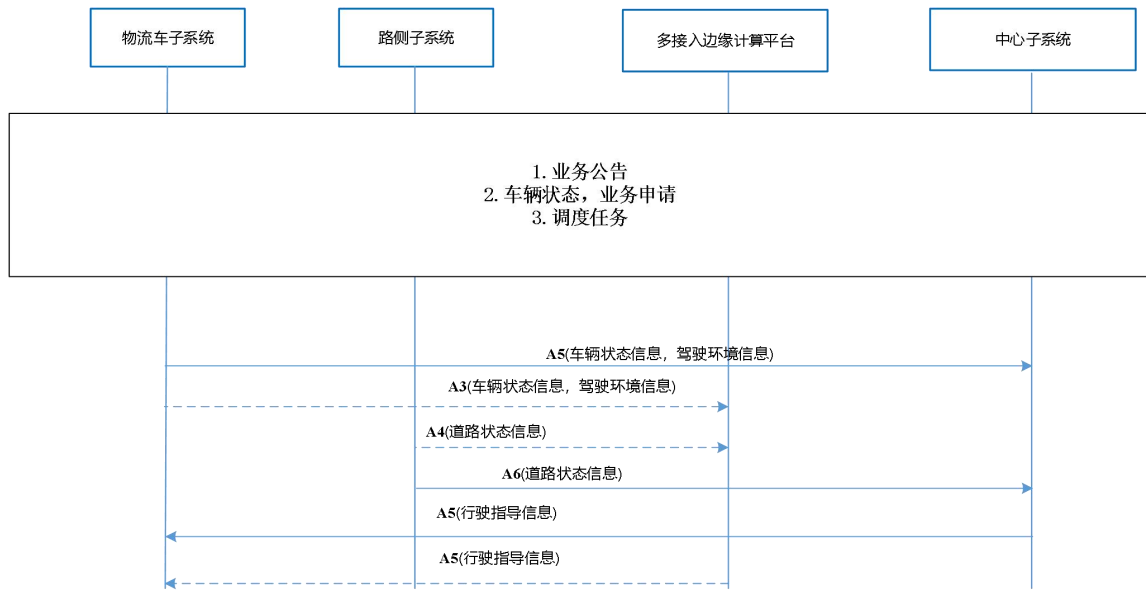 物流车子系统
路侧子系统
多接入边缘计算平台
中心子系统
1. 业务公告
2. 车辆状态，业务申请
3. 调度任务
A5(车辆状态信息，驾驶环境信息)
A3(车辆状态信息，驾驶环境信息)
A4(道路状态信息)
A6(道路状态信息)
A5(行驶指导信息)
A5(行驶指导信息)